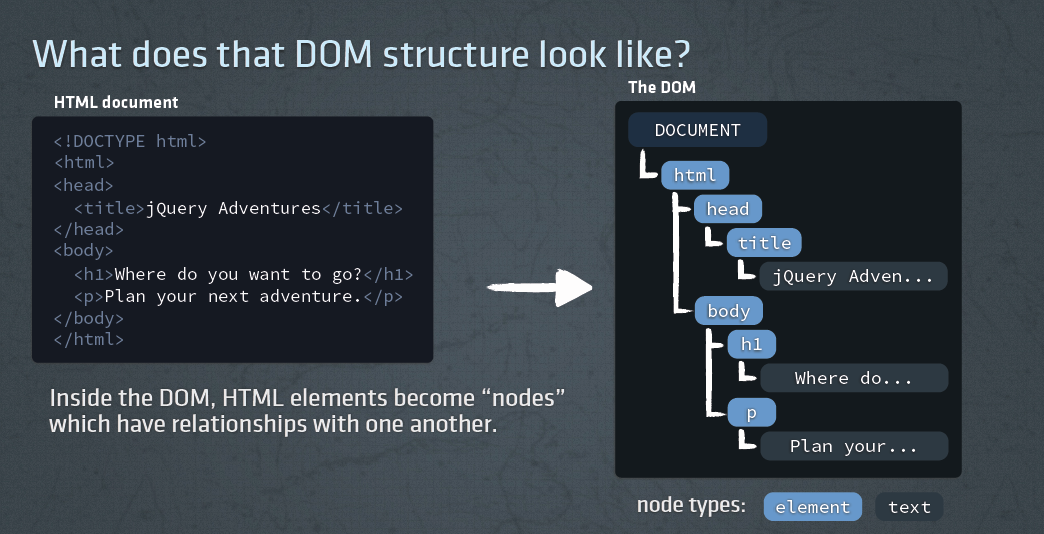 What does that DOM structure look like?
HTML document
<!DOCTYPE html>
<html>
<head>
  <title>jQuery Adventures</title>
</head>
<body>
  <h1>Where do you want to go?</h1>
  <p>Plan your next adventure.</p>
</body>
</html>
Inside the DOM, HTML elements become “nodes”
which have relationships with one another.
The DOM
DOCUMENT
html
head
title
jQuery Adven...
body
h1
Where do...
p
Plan your...
node types: element text